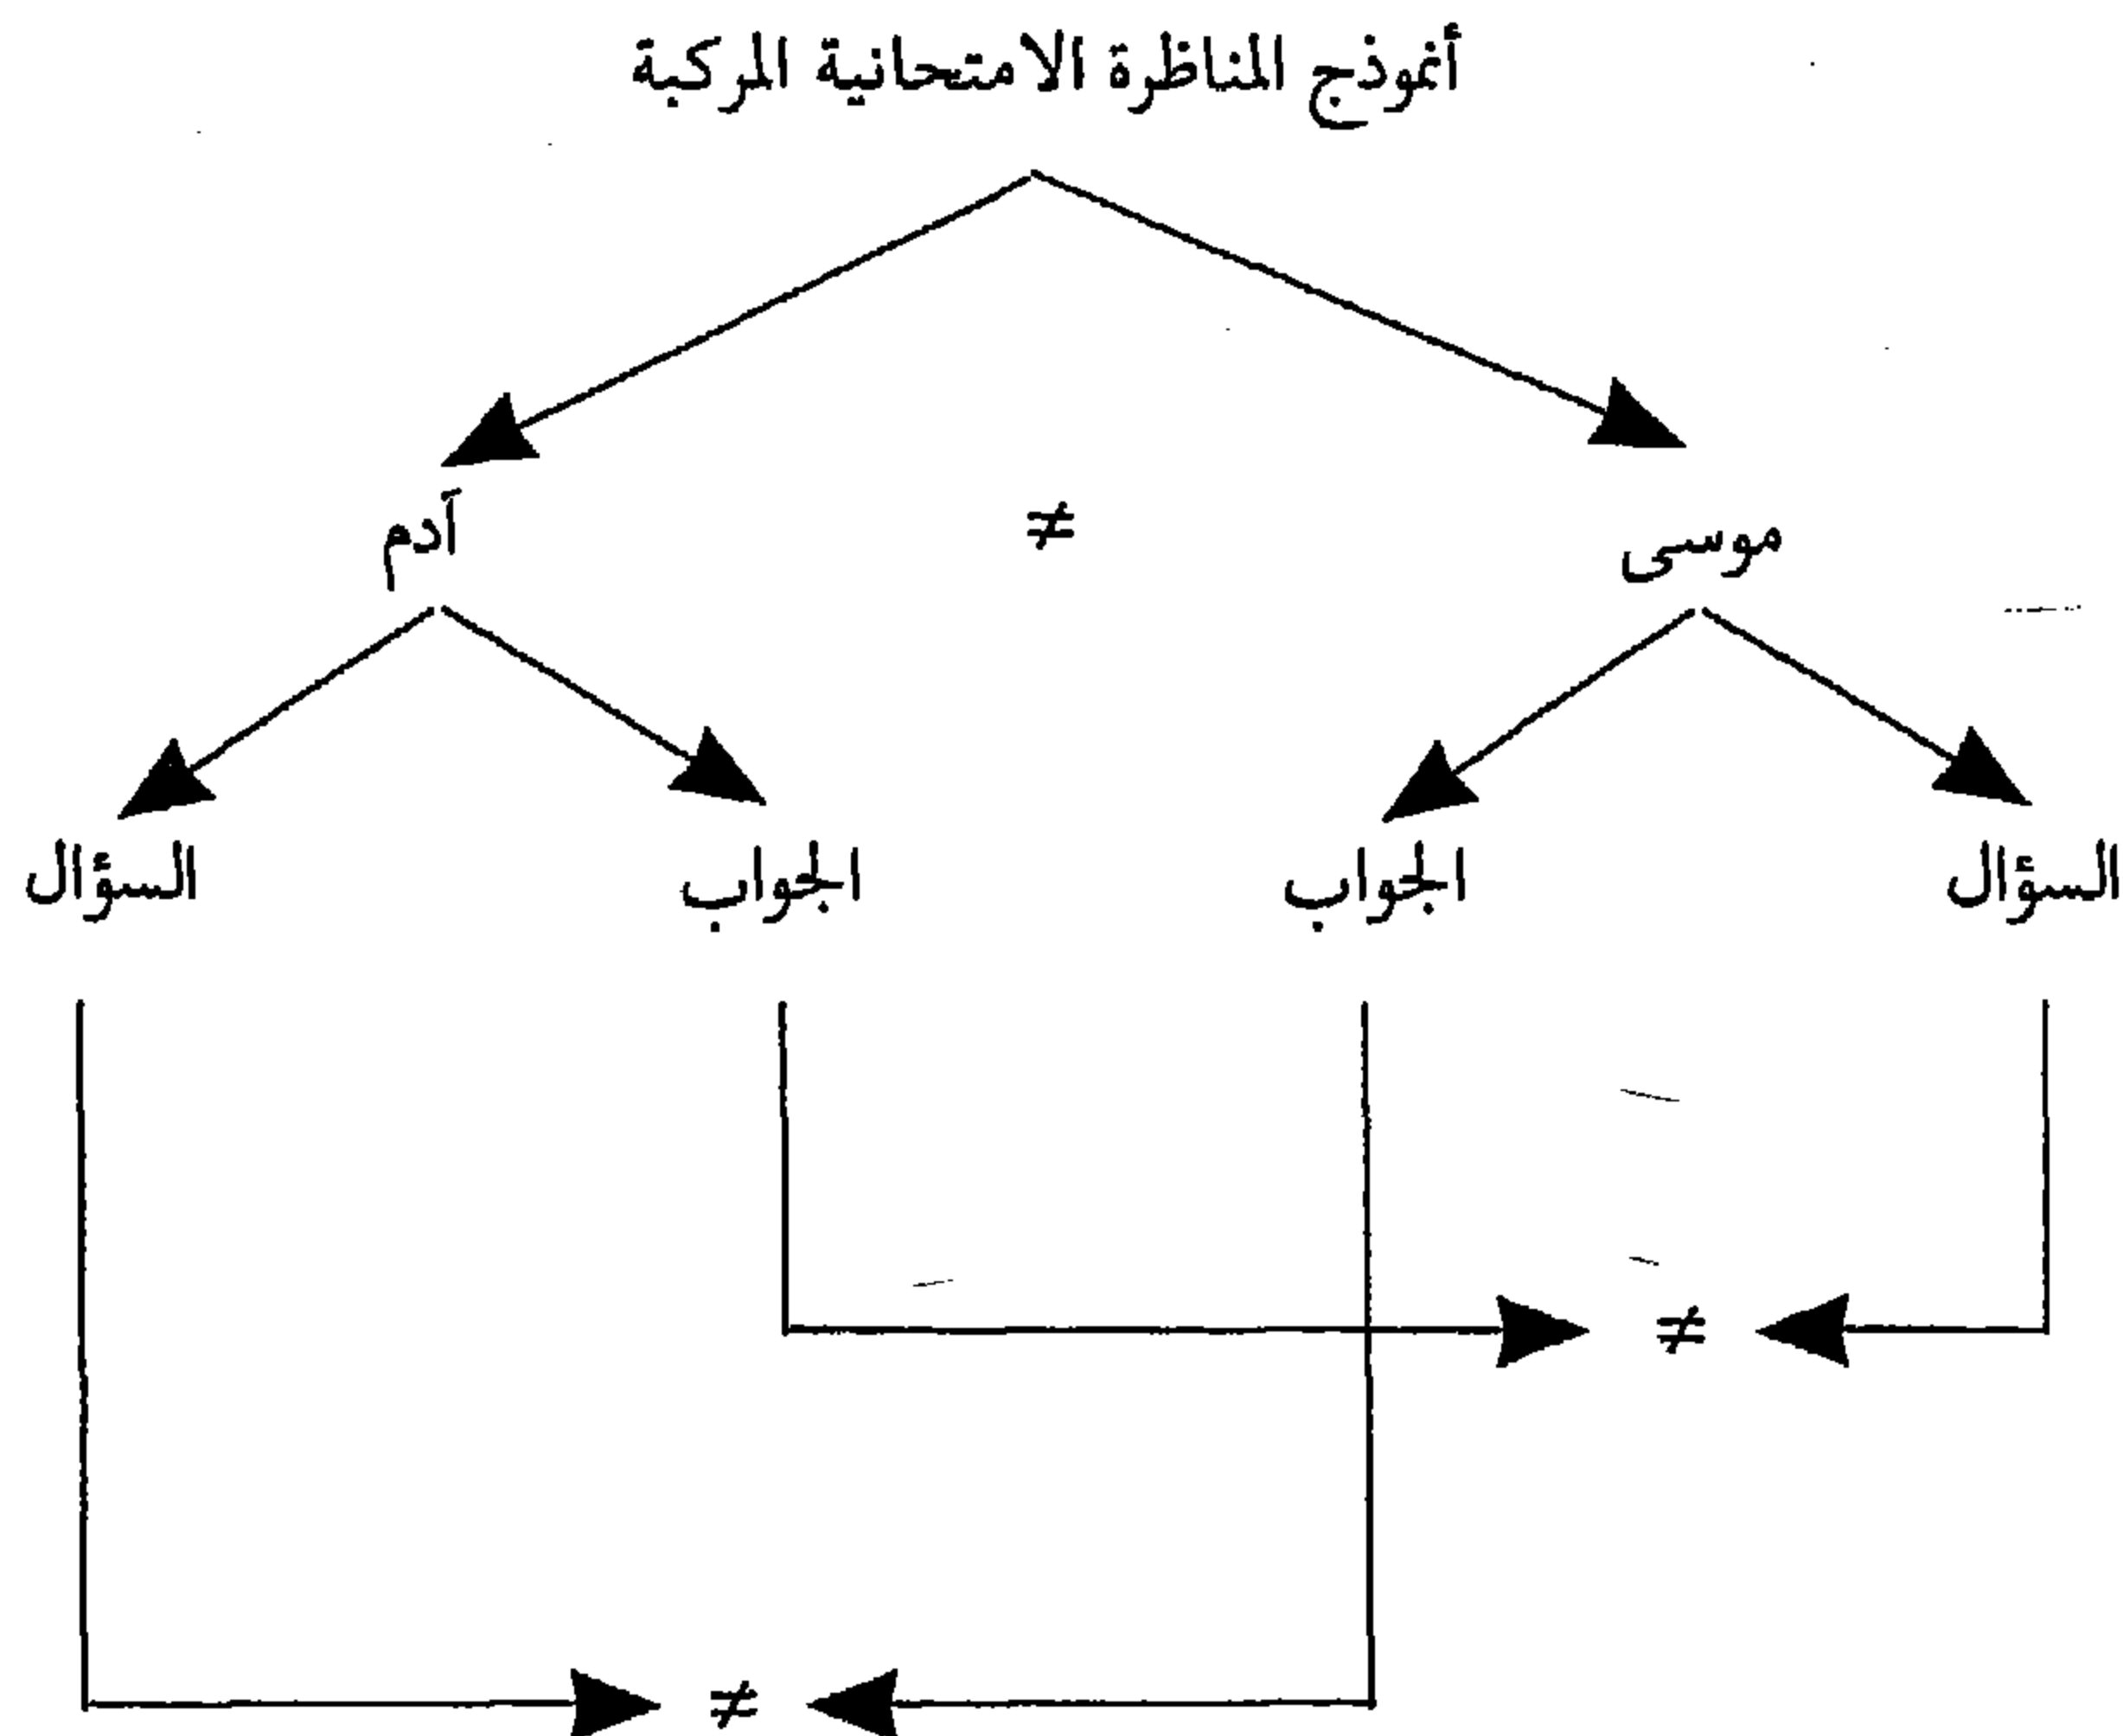 أنموذج المناظرة الامتحانية المركبة
موسى ≠ آدم
السؤال الجواب الجواب السؤال
≠
≠